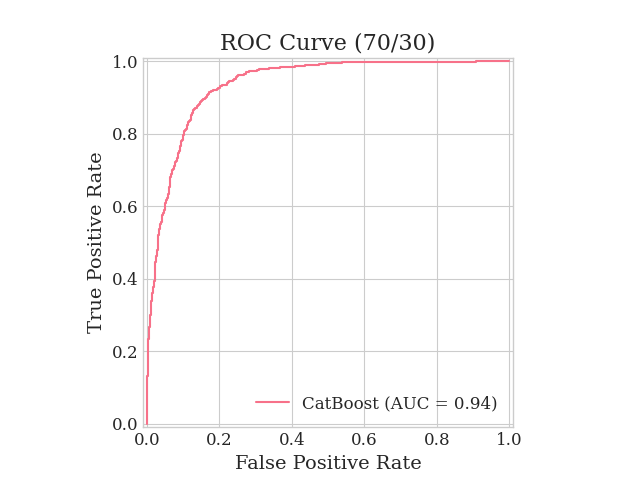 ROC Curve (70/30)
True Positive Rate
1.0
0.8
0.6
0.4
0.2
0.0
CatBoost (AUC = 0.94)
0.0 0.2 0.4 0.6 0.8 1.0
False Positive Rate